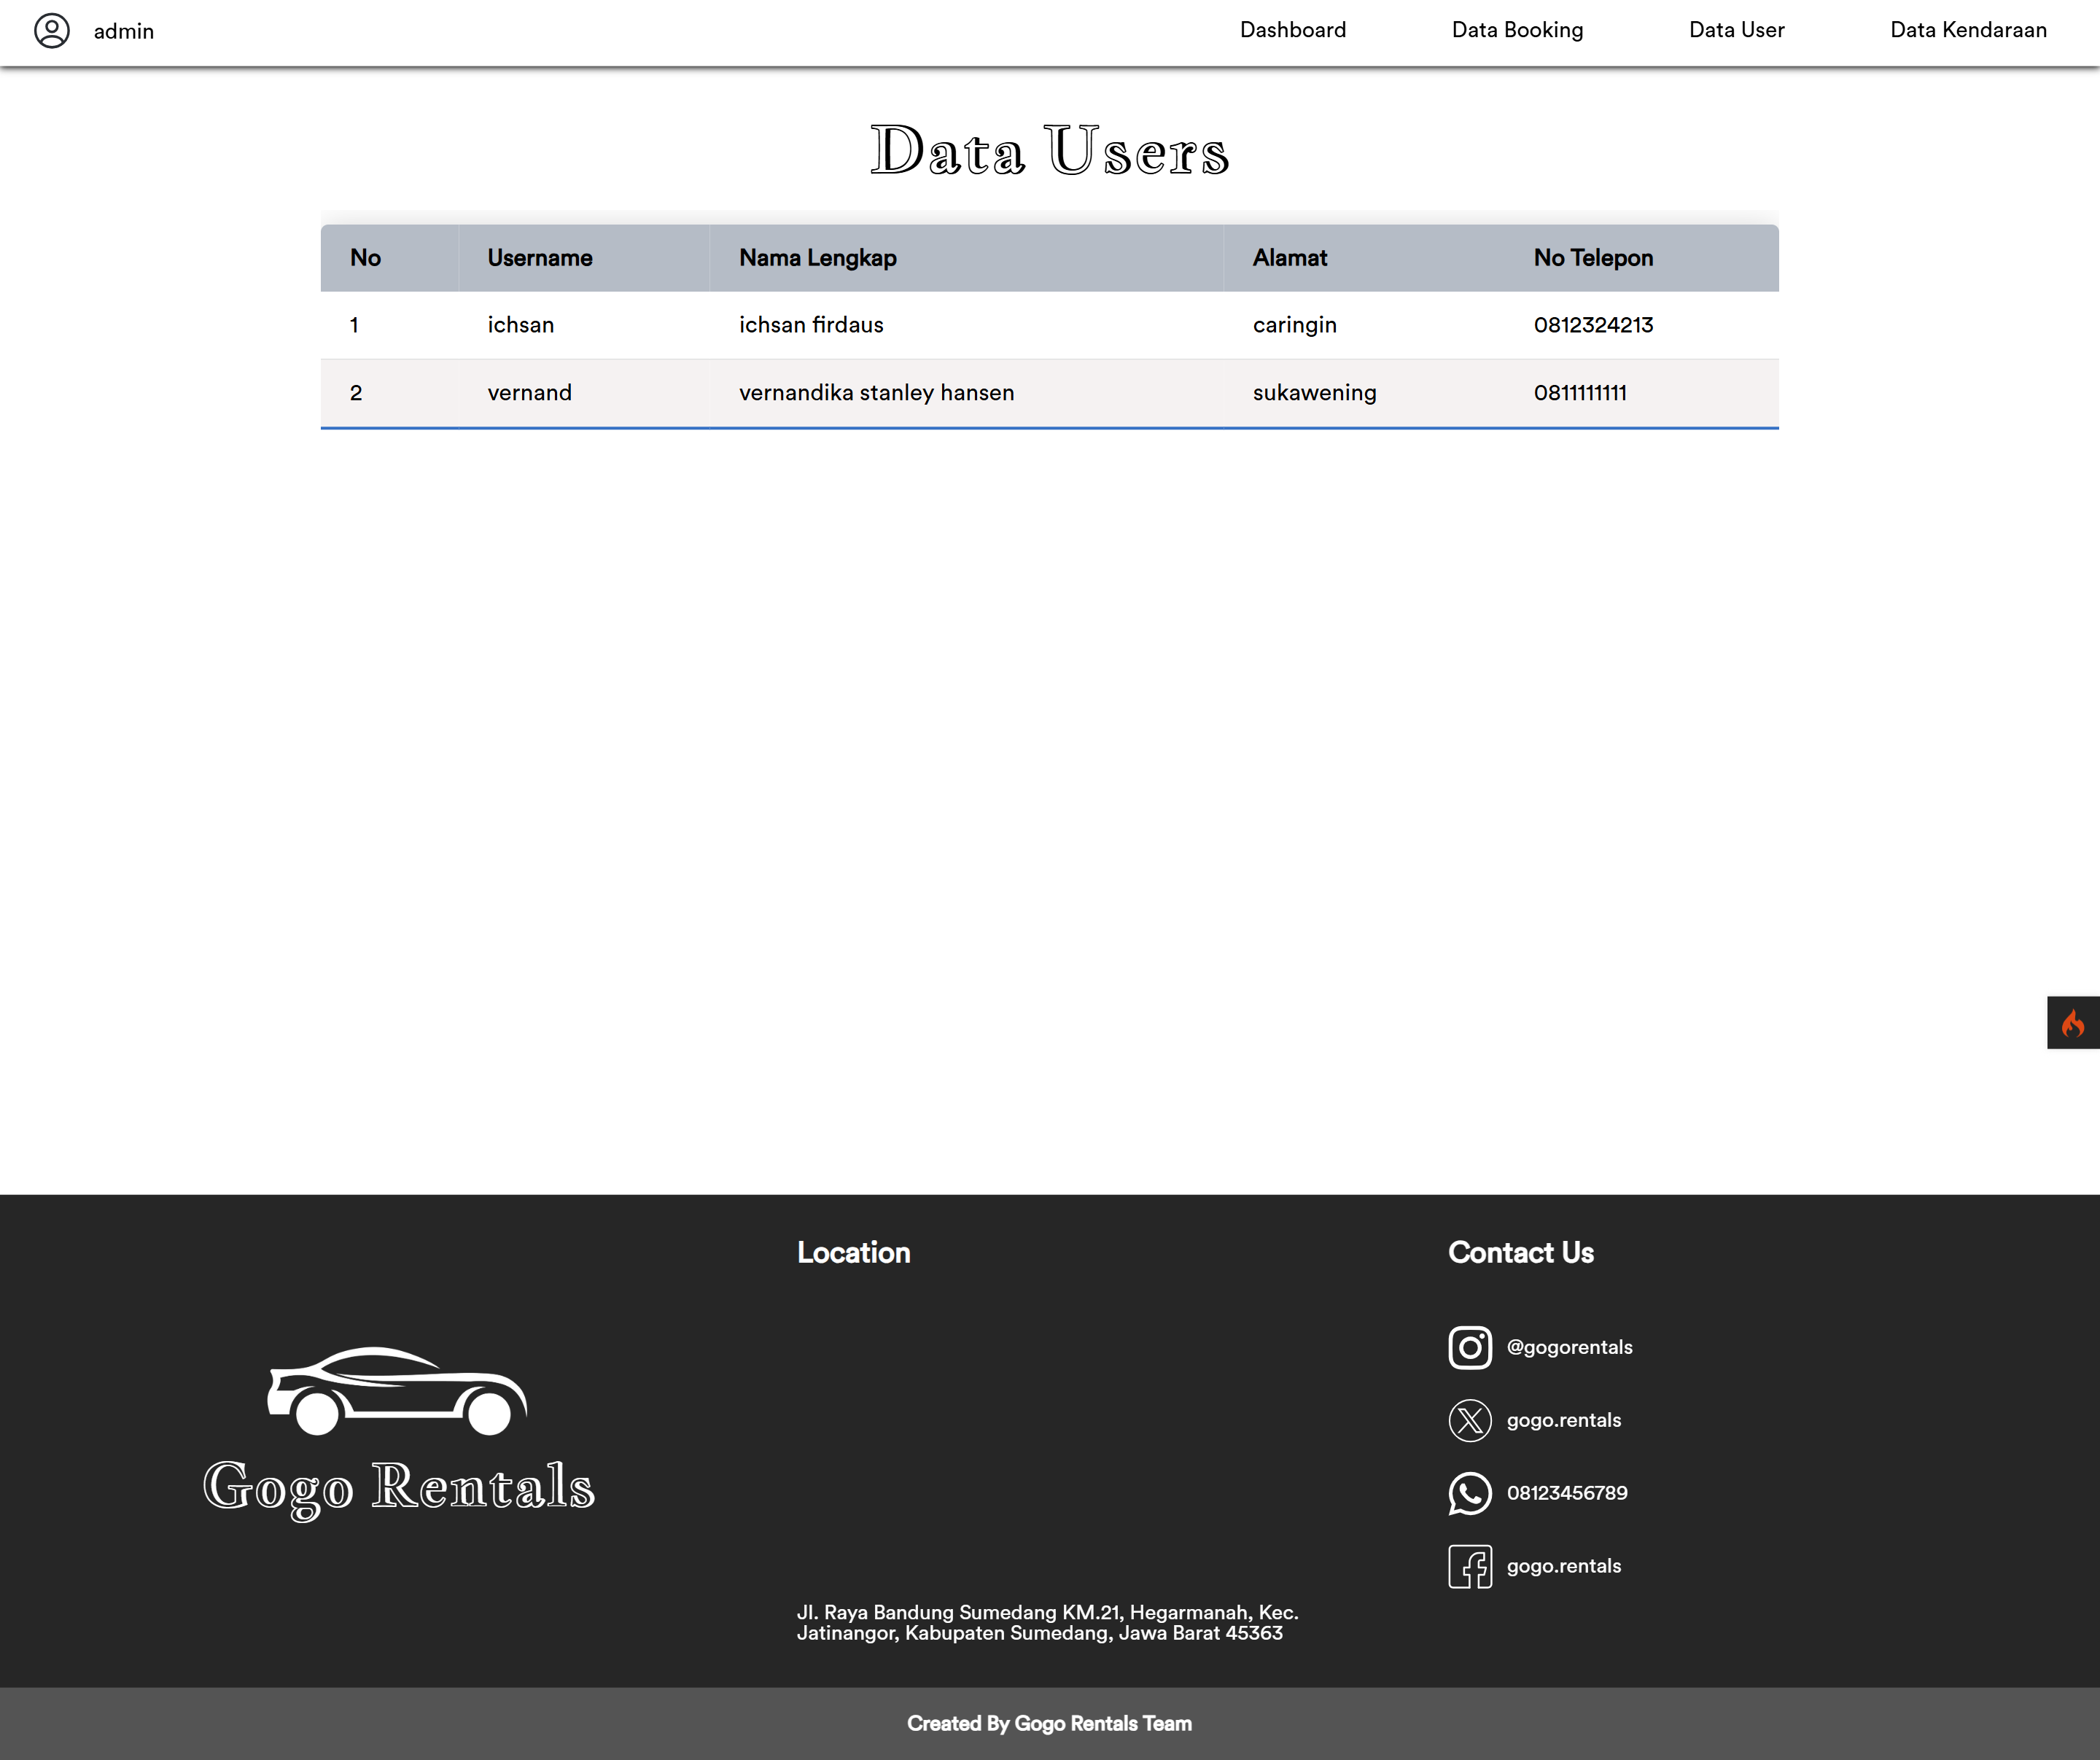 admin Dashboard Data Booking Data User Data Kendaraan
Data Users
No Username Nama Lengkap Alamat No Telepon
1 ichsan ichsan firdaus caringin 0812324213
2 vernand vernandika stanley hansen sukawening 0811111111
Location
Jl. Raya Bandung Sumedang KM.21, Hegarmanah, Kec.
Jatinangor, Kabupaten Sumedang, Jawa Barat 45363
Contact Us
@gogorentals
gogo.rentals
08123456789
gogo.rentals
Gogo Rentals
Created By Gogo Rentals Team